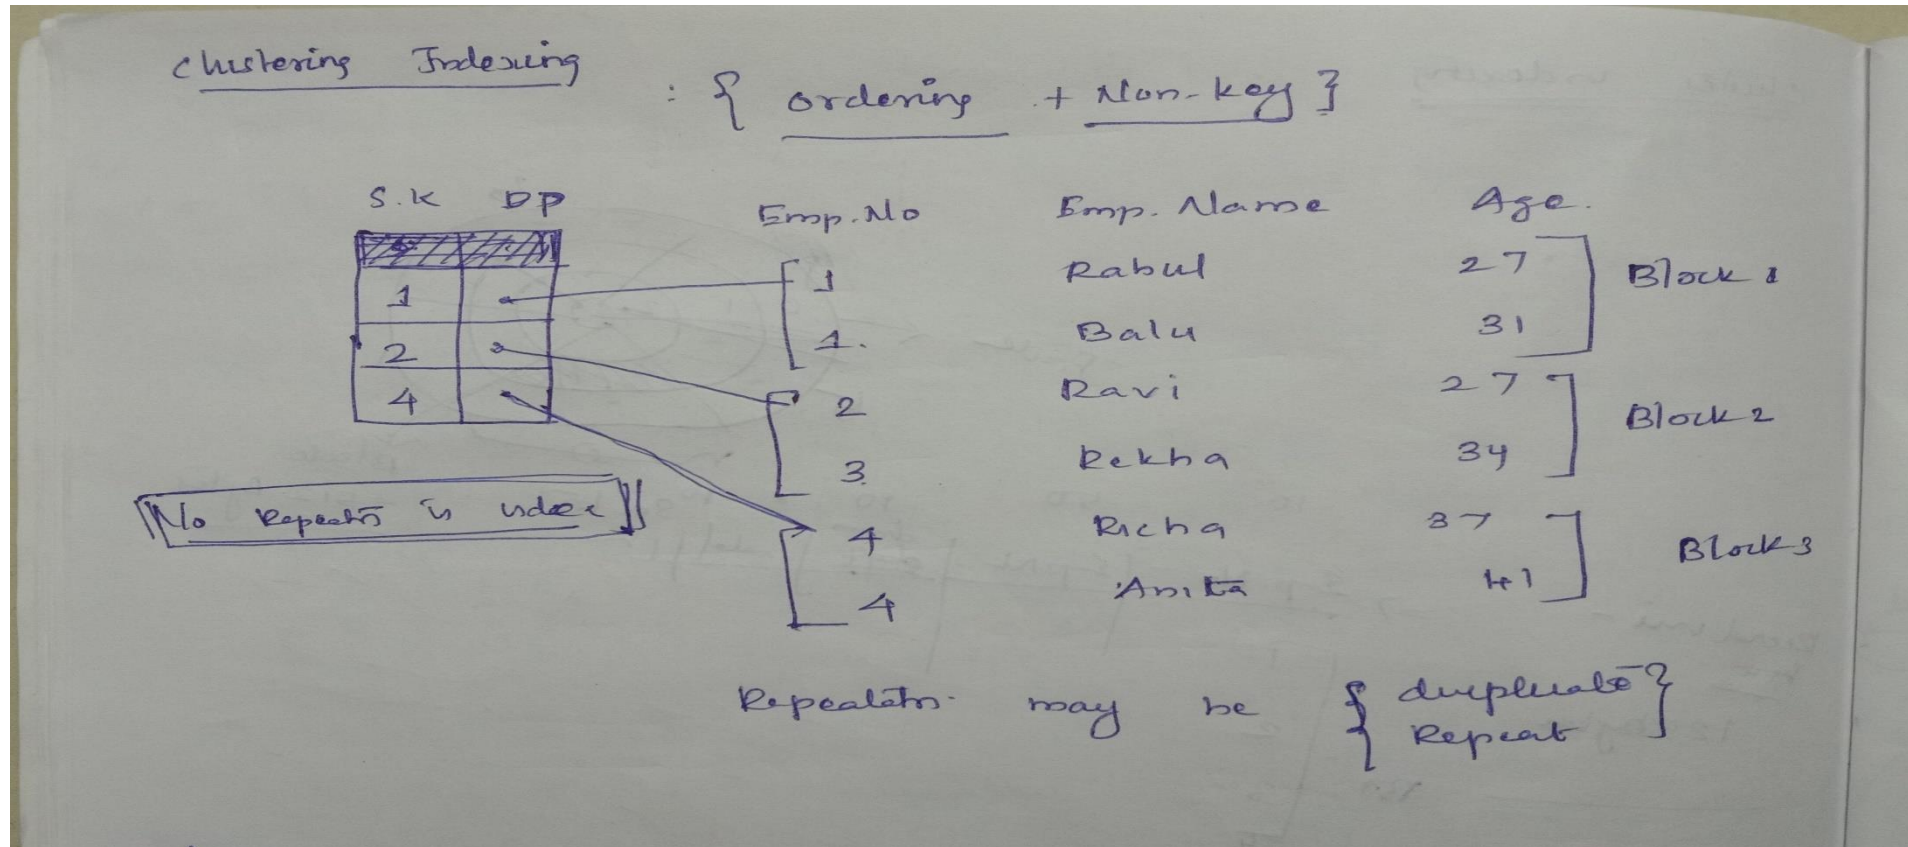 Clustering Indexing : { ordering + Non-key }
S.K DP Emp.No Emp. Name Age.
1 1 Rahul 27 Block 1
1. Balu 31
2 2 Ravi 27 Block 2
4 3 Rekha 34
No Repeatn in index
4 Richa 37 Block 3
4 Anita 41
Repeatatn. may be { duplicate }
Repeat